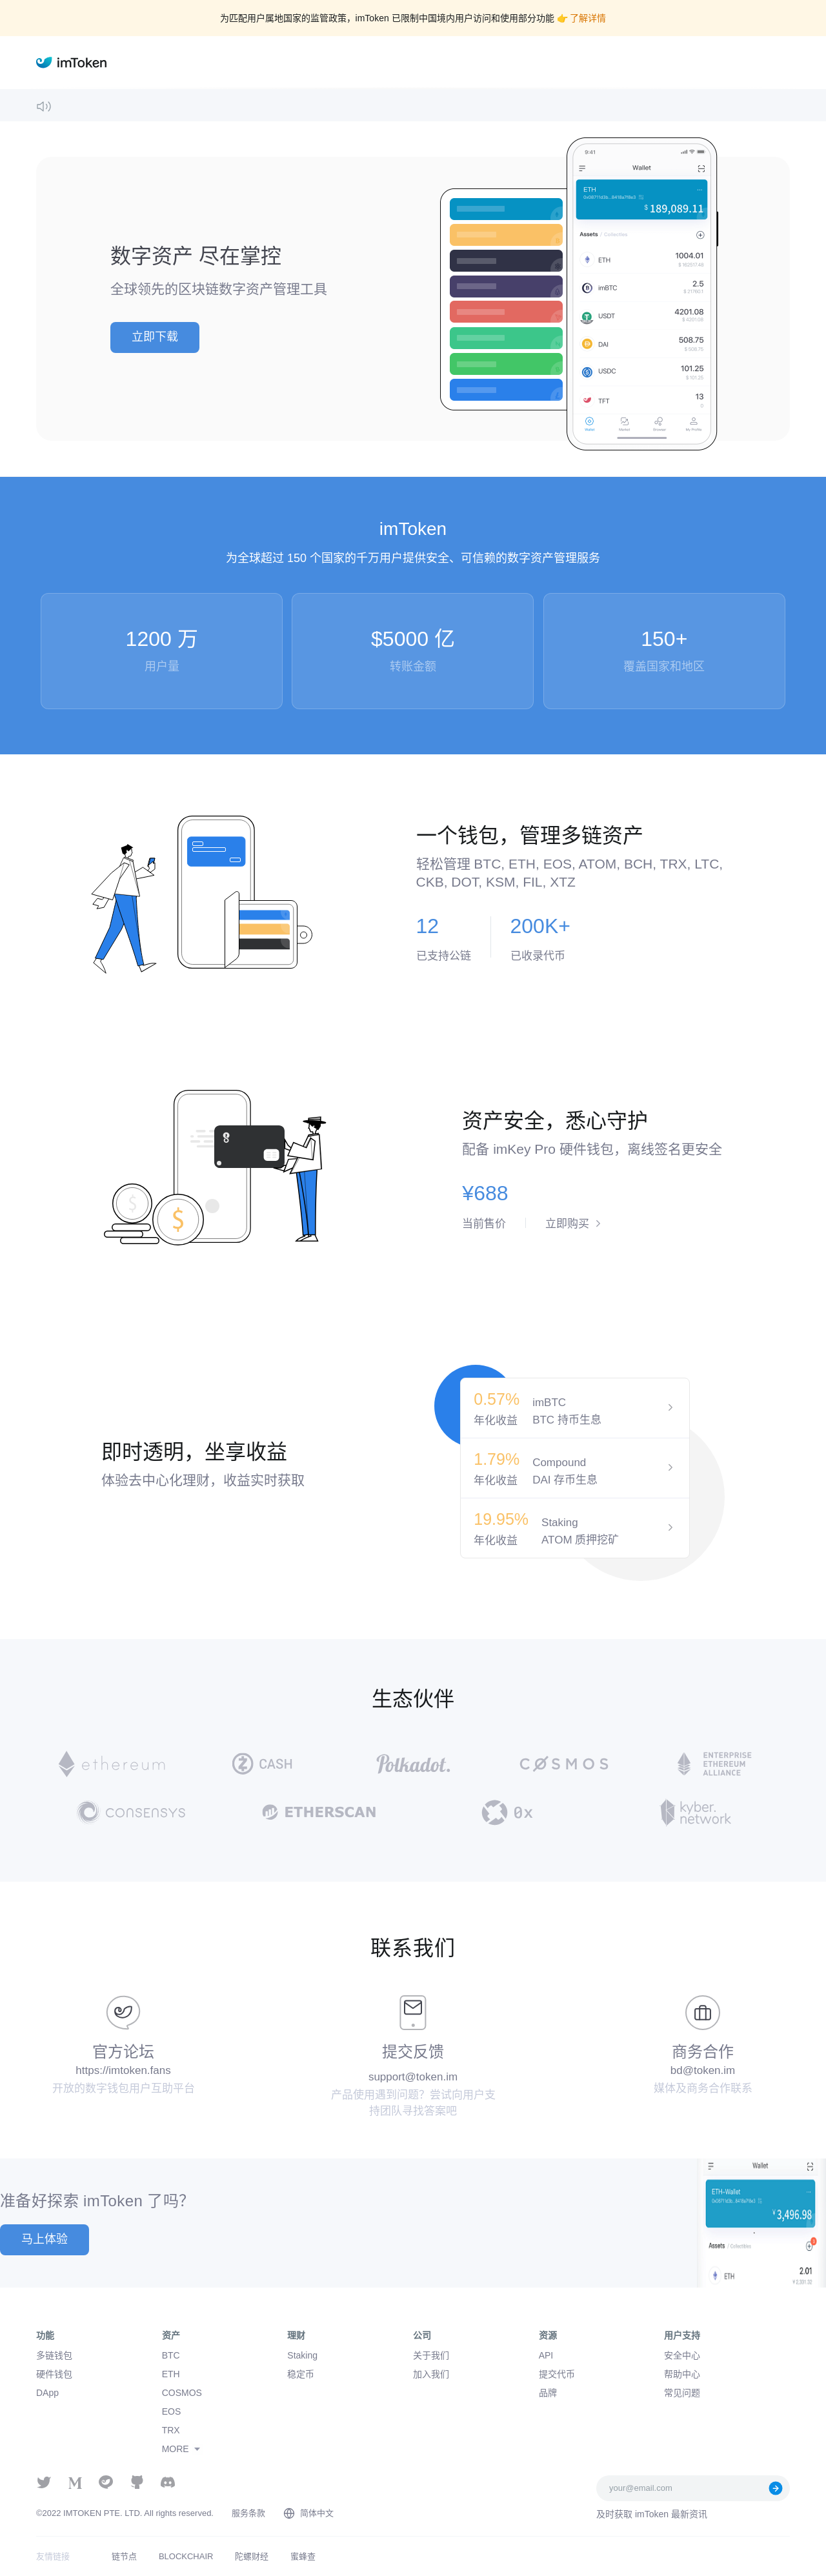 为匹配用户属地国家的监管政策，imToken 已限制中国境内用户访问和使用部分功能 👉 了解详情
imToken
数字资产 尽在掌控
全球领先的区块链数字资产管理工具
立即下载
9:41
Wallet
ETH
$ 189,089.11
Assets / Collectibles
ETH
1004.01
imBTC
2.5
USDT
4201.08
DAI
508.75
USDC
101.25
$ 101.25
TFT
13
0
Wallet
Market
Browser
My Profile
imToken
为全球超过 150 个国家的千万用户提供安全、可信赖的数字资产管理服务
1200 万
用户量
$5000 亿
转账金额
150+
覆盖国家和地区
一个钱包，管理多链资产
轻松管理 BTC, ETH, EOS, ATOM, BCH, TRX, LTC,
CKB, DOT, KSM, FIL, XTZ
12
已支持公链
200K+
已收录代币
资产安全，悉心守护
配备 imKey Pro 硬件钱包，离线签名更安全
¥688
当前售价
立即购买
即时透明，坐享收益
体验去中心化理财，收益实时获取
0.57%
年化收益
imBTC
BTC 持币生息
1.79%
年化收益
Compound
DAI 存币生息
19.95%
年化收益
Staking
ATOM 质押挖矿
生态伙伴
ethereum
CASH
Polkadot.
COSMOS
ENTERPRISE
ETHEREUM
ALLIANCE
CONSENSYS
ETHERSCAN
0x
kyber.
network
联系我们
官方论坛
https://imtoken.fans
开放的数字钱包用户互助平台
提交反馈
support@token.im
产品使用遇到问题？尝试向用户支
持团队寻找答案吧
商务合作
bd@token.im
媒体及商务合作联系
准备好探索 imToken 了吗？
马上体验
Wallet
ETH-Wallet
¥ 3,496.98
Assets / Collectibles
ETH
2.01
功能
多链钱包
硬件钱包
DApp
资产
BTC
ETH
COSMOS
EOS
TRX
MORE
理财
Staking
稳定币
公司
关于我们
加入我们
资源
API
提交代币
品牌
用户支持
安全中心
帮助中心
常见问题
your@email.com
及时获取 imToken 最新资讯
©2022 IMTOKEN PTE. LTD. All rights reserved.
服务条款
简体中文
友情链接
链节点
BLOCKCHAIR
陀螺财经
蜜蜂查